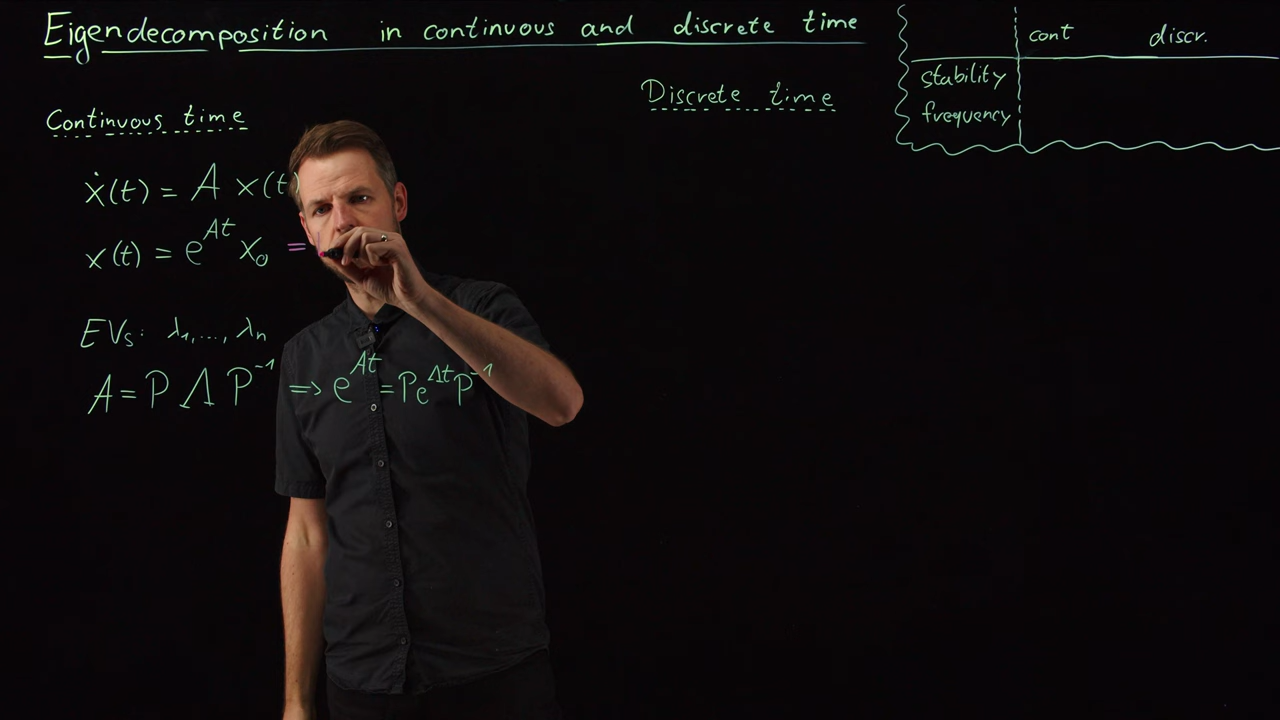 Eigendecomposition in continuous and discrete time
cont discr.
stability
frequency
Continuous time
ẋ(t) = A x(t)
x(t) = e^{At} x₀ =
EVs: λ₁,..., λₙ
A = P Λ P⁻¹ => e^{At} = P e^{Λt} P⁻¹
Discrete time